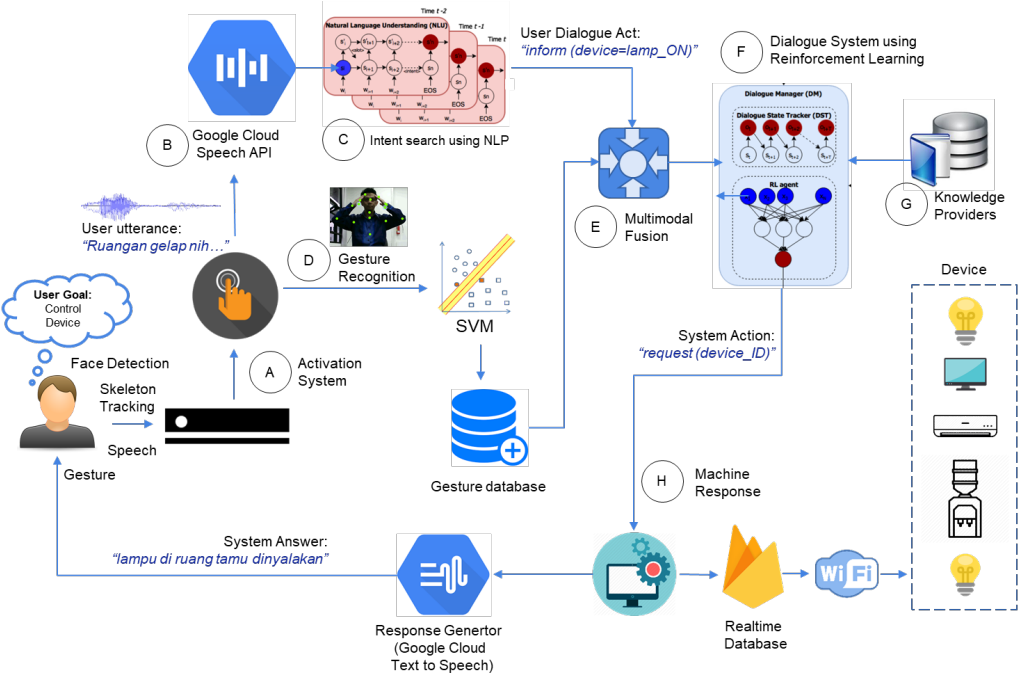 Time t -2
Natural Language Understanding (NLU)
Time t -1
Time t
EOS
EOS
EOS
User Dialogue Act:
“inform (device=lamp_ON)”
F
Dialogue System using
Reinforcement Learning
B
Google Cloud
Speech API
C
Intent search using NLP
Dialogue Manager (DM)
Dialogue State Tracker (DST)
RL agent
E
Multimodal
Fusion
G
Knowledge
Providers
User utterance:
“Ruangan gelap nih…”
D
Gesture
Recognition
SVM
User Goal:
Control
Device
Face Detection
Skeleton
Tracking
Speech
Gesture
A
Activation
System
Gesture database
System Action:
“request (device_ID)”
Device
H
Machine
Response
System Answer:
“lampu di ruang tamu dinyalakan”
Response Genertor
(Google Cloud
Text to Speech)
Realtime
Database
WiFi